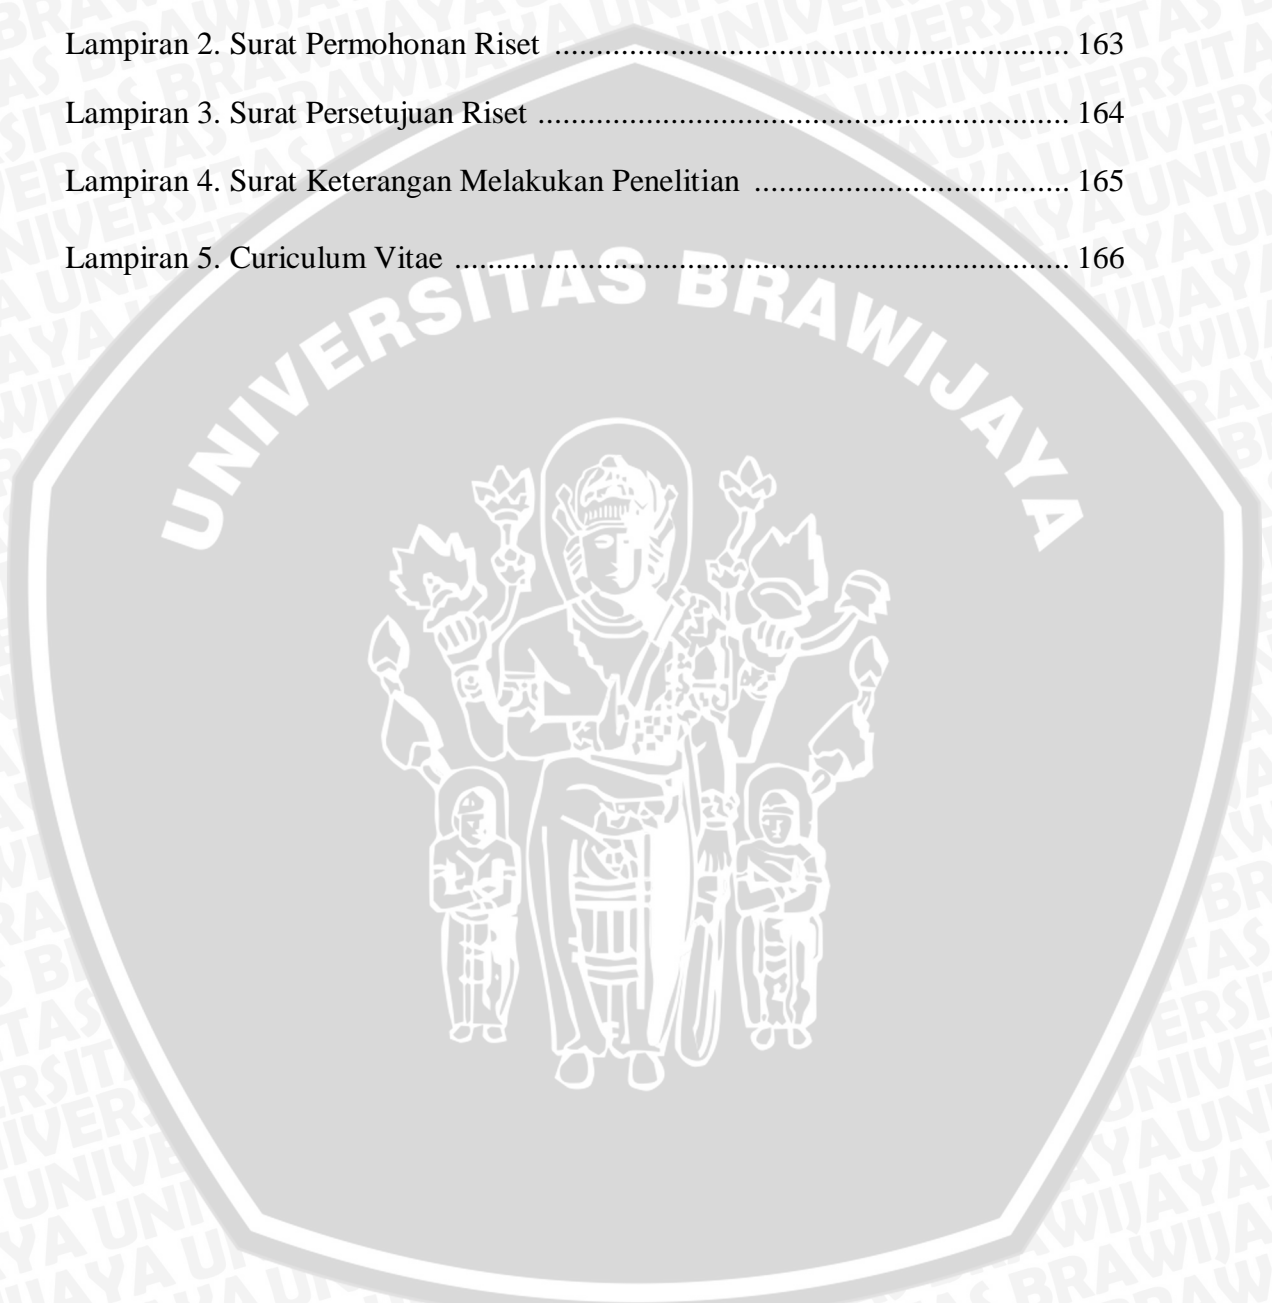 Lampiran 2. Surat Permohonan Riset ................................................................ 163
Lampiran 3. Surat Persetujuan Riset .................................................................. 164
Lampiran 4. Surat Keterangan Melakukan Penelitian ....................................... 165
Lampiran 5. Curiculum Vitae ........................................................................... 166
UNIVERSITAS BRAWIJAYA